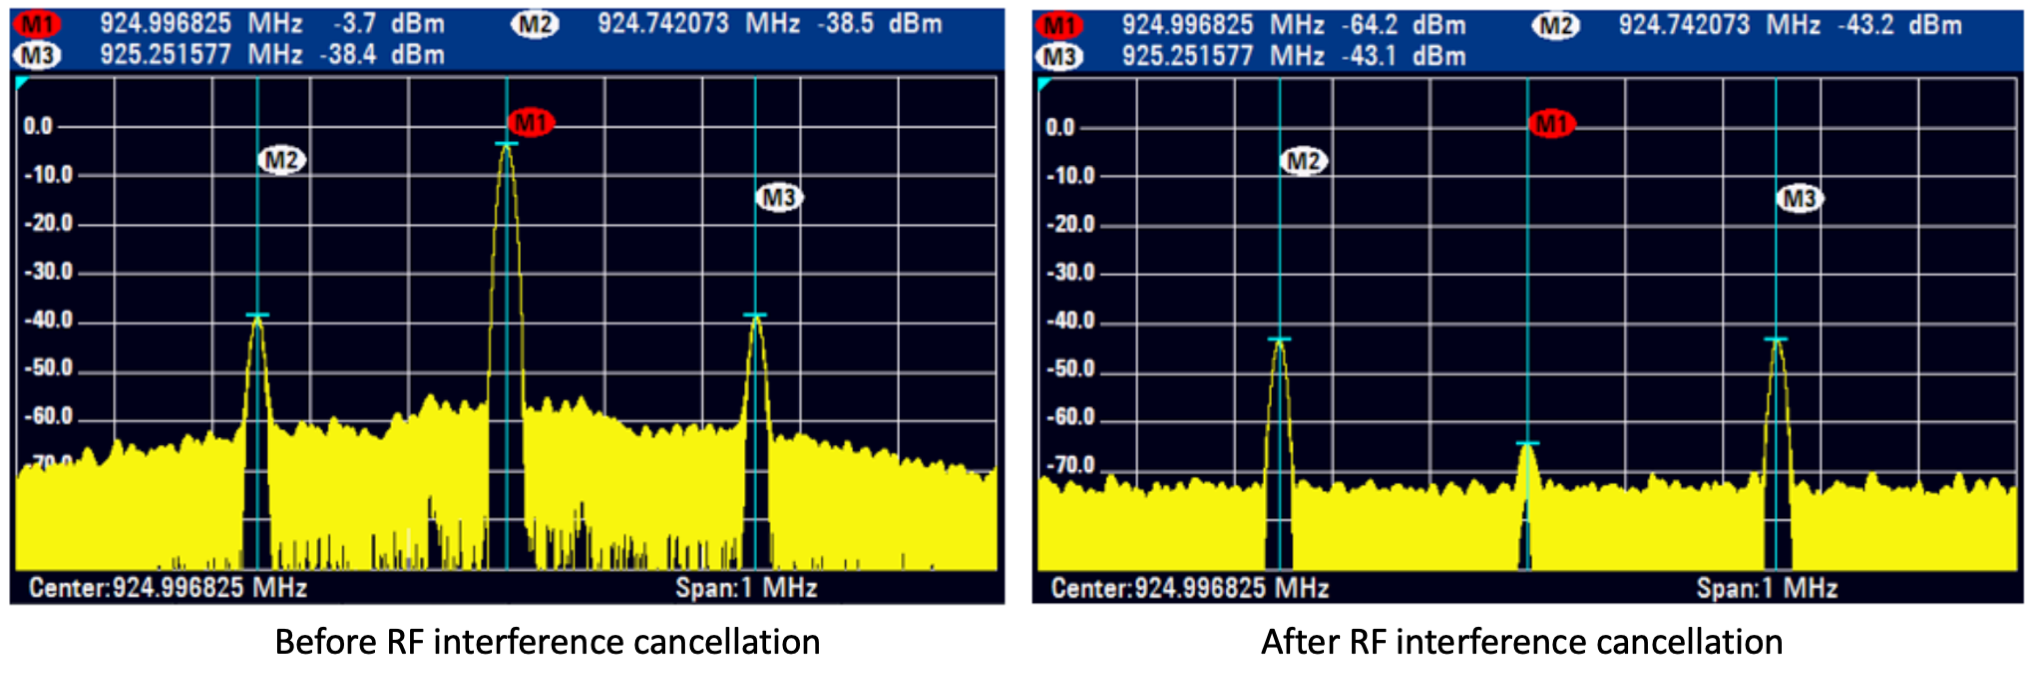 M1 924.996825 MHz -3.7 dBm M2 924.742073 MHz -38.5 dBm
M3 925.251577 MHz -38.4 dBm
0.0
M1
M2
-10.0
M3
-20.0
-30.0
-40.0
-50.0
-60.0
-70.0
Center:924.996825 MHz Span:1 MHz
Before RF interference cancellation
M1 924.996825 MHz -64.2 dBm M2 924.742073 MHz -43.2 dBm
M3 925.251577 MHz -43.1 dBm
0.0
M1
M2
-10.0
M3
-20.0
-30.0
-40.0
-50.0
-60.0
-70.0
Center:924.996825 MHz Span:1 MHz
After RF interference cancellation